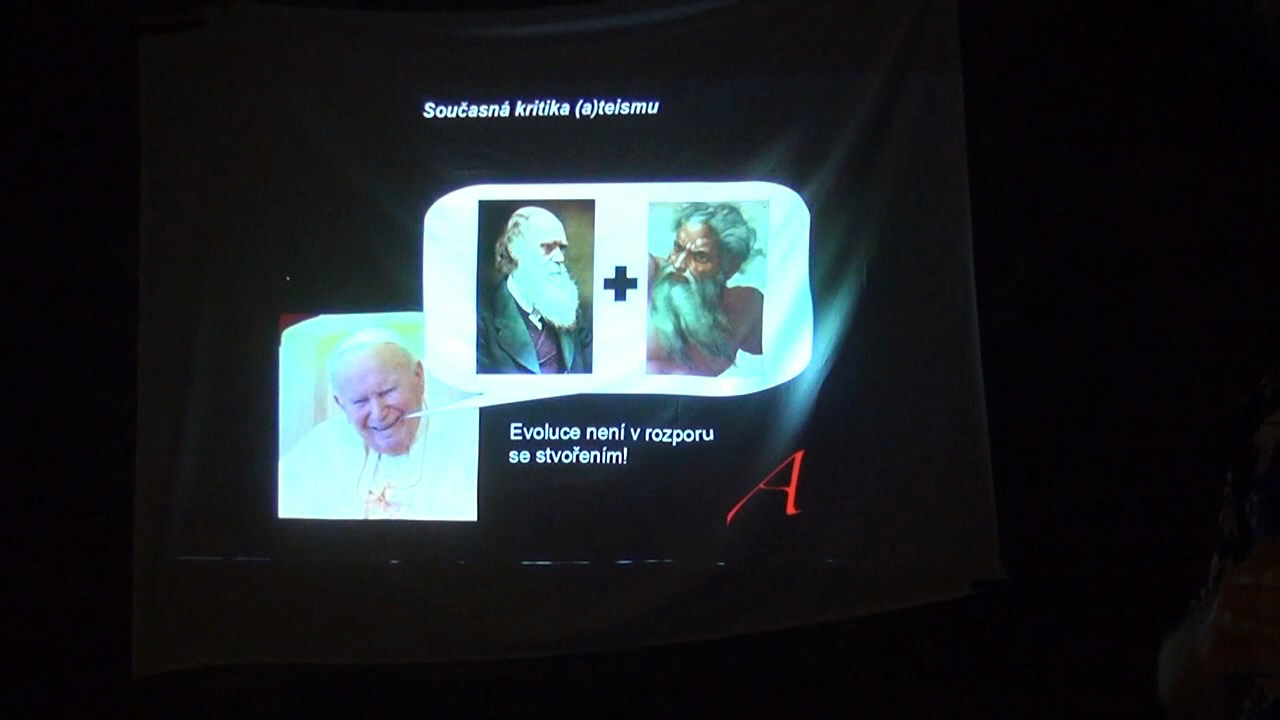 Současná kritika (a)teismu
Evoluce není v rozporu
se stvořením!
A